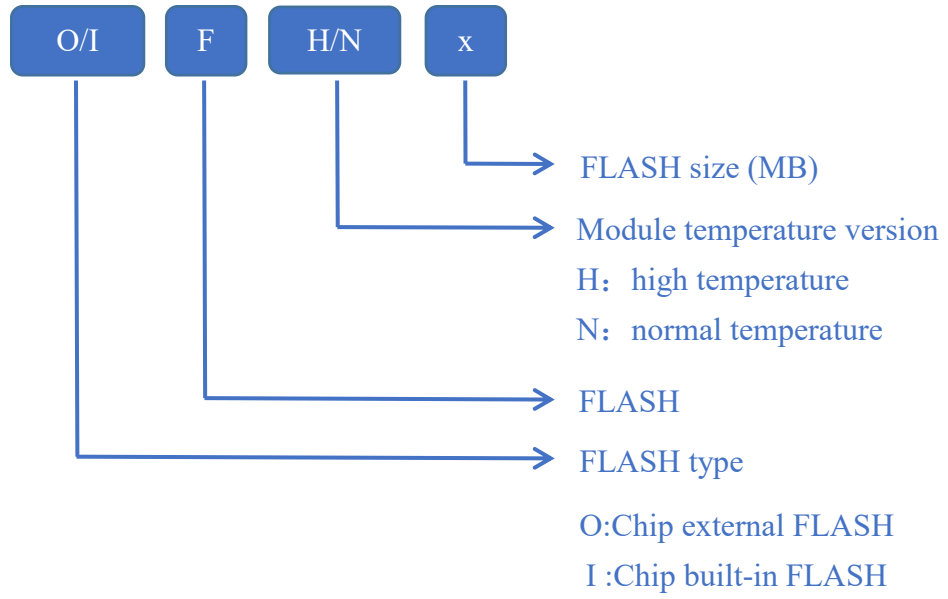 O/I F H/N x
FLASH size (MB)
Module temperature version
H： high temperature
N： normal temperature
FLASH
FLASH type
O:Chip external FLASH
I :Chip built-in FLASH